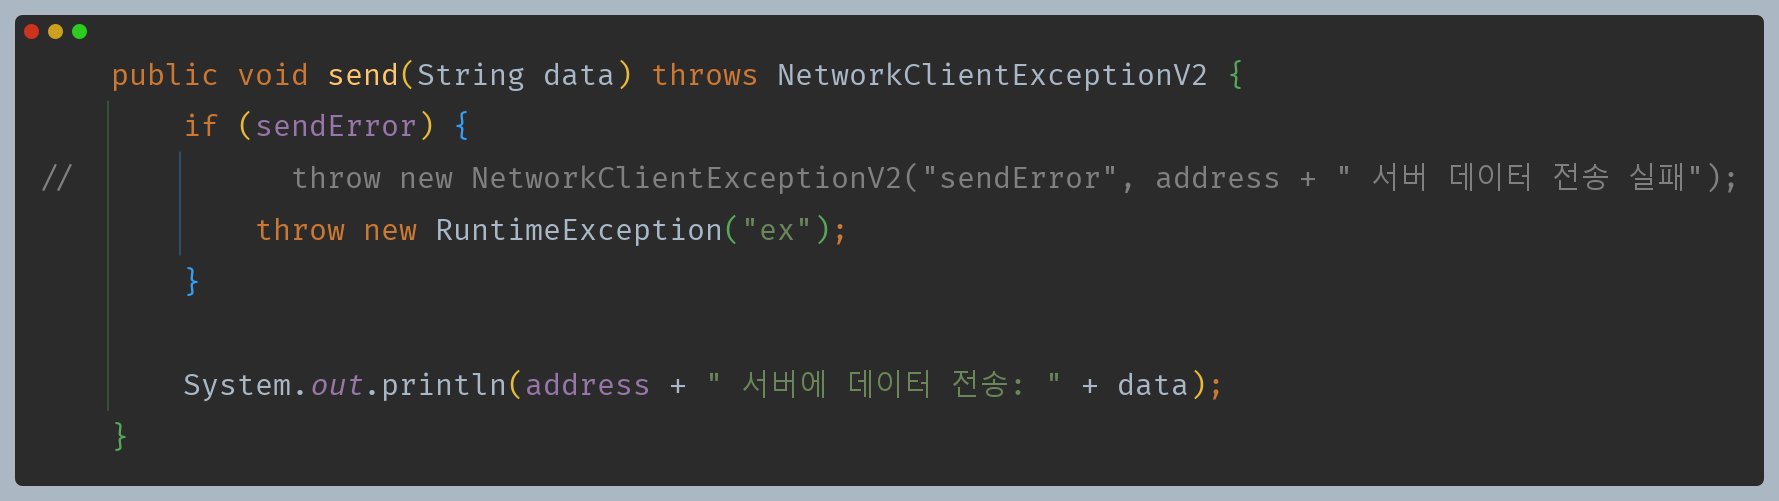 public void send(String data) throws NetworkClientExceptionV2 {
if (sendError) {
// throw new NetworkClientExceptionV2("sendError", address + " 서버 데이터 전송 실패");
throw new RuntimeException("ex");
}
System.out.println(address + " 서버에 데이터 전송: " + data);
}